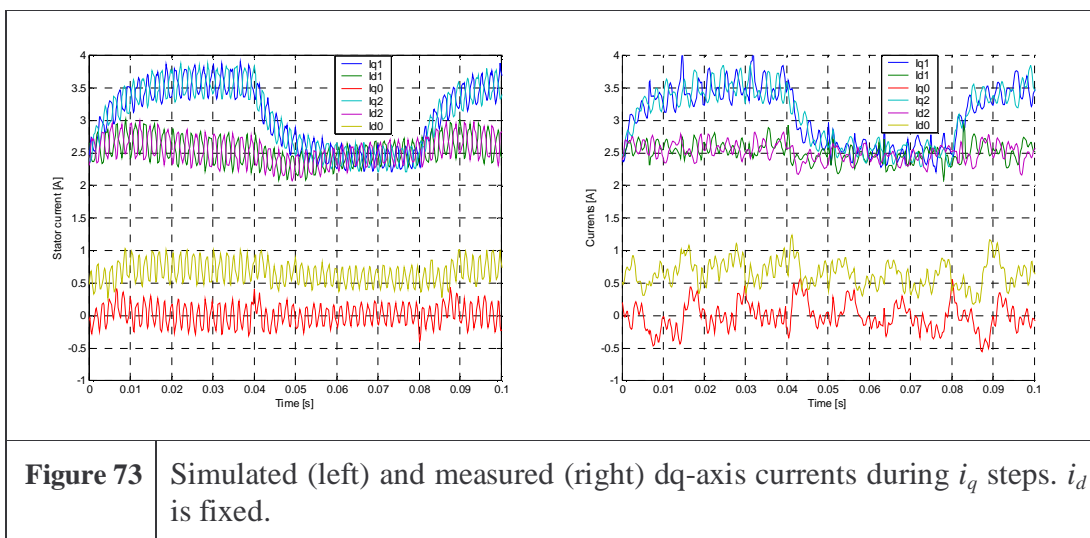 4
3.5
3
2.5
2
1.5
1
0.5
0
-0.5
-1
Stator current [A]
Iq1
Id1
Iq0
Iq2
Id2
Id0
0 0.01 0.02 0.03 0.04 0.05 0.06 0.07 0.08 0.09 0.1
Time [s]
4
3.5
3
2.5
2
1.5
1
0.5
0
-0.5
-1
Currents [A]
Iq1
Id1
Iq0
Iq2
Id2
Id0
0 0.01 0.02 0.03 0.04 0.05 0.06 0.07 0.08 0.09 0.1
Time [s]
Figure 73
Simulated (left) and measured (right) dq-axis currents during iq steps. id
is fixed.